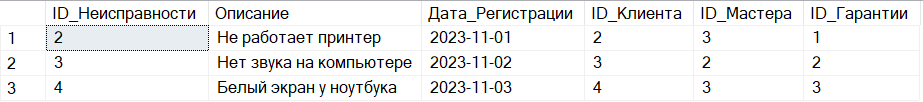 ID_Неисправности Описание Дата_Регистрации ID_Клиента ID_Мастера ID_Гарантии
1 2 Не работает принтер 2023-11-01 2 3 1
2 3 Нет звука на компьютере 2023-11-02 3 2 2
3 4 Белый экран у ноутбука 2023-11-03 4 3 3